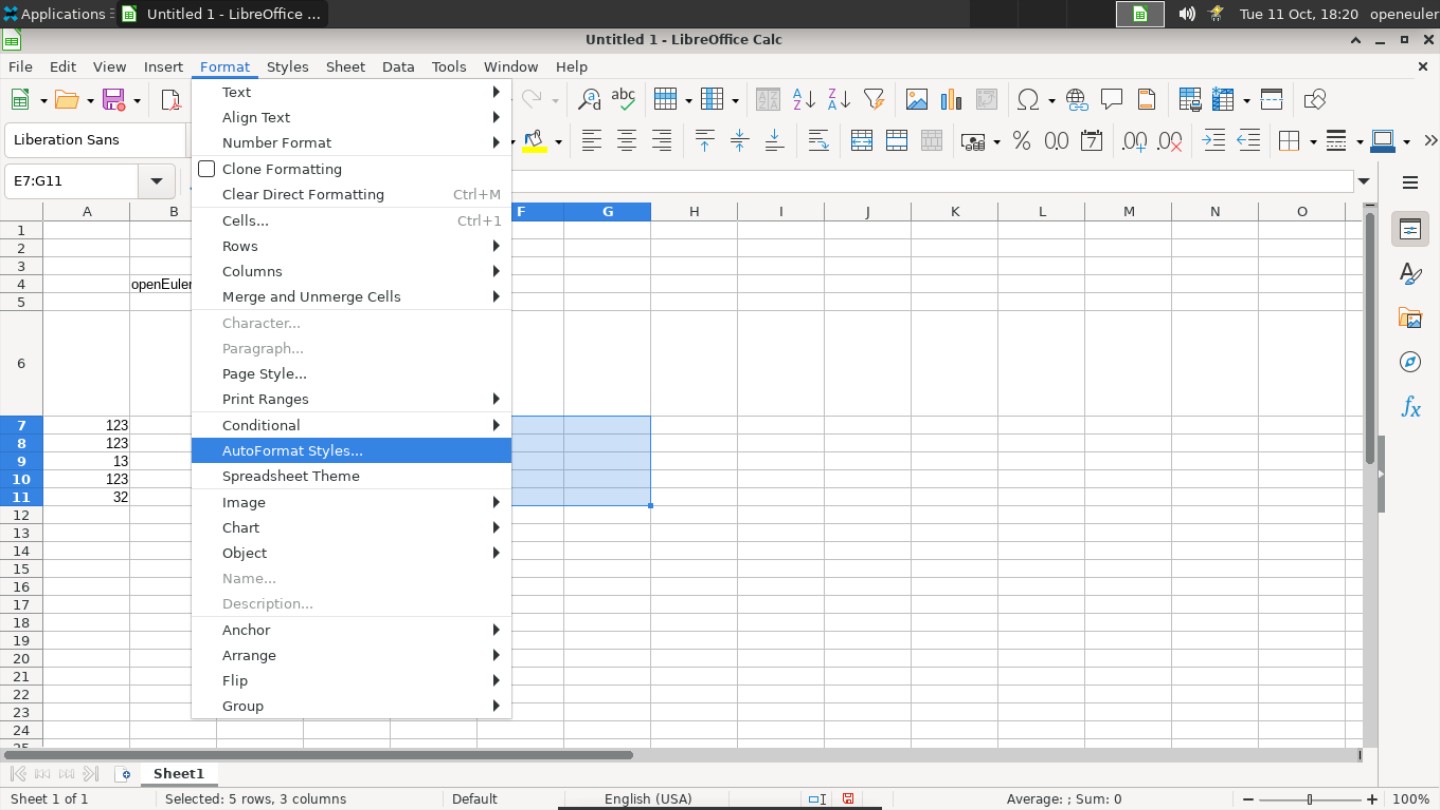 Applications
Untitled 1 - LibreOffice ...
Tue 11 Oct, 18:20
openeuler
Untitled 1 - LibreOffice Calc
File Edit View Insert Format Styles Sheet Data Tools Window Help
Liberation Sans
E7:G11
Text
Align Text
Number Format
Clone Formatting
Clear Direct Formatting Ctrl+M
Cells... Ctrl+1
Rows
Columns
Merge and Unmerge Cells
Character...
Paragraph...
Page Style...
Print Ranges
Conditional
AutoFormat Styles...
Spreadsheet Theme
Image
Chart
Object
Name...
Description...
Anchor
Arrange
Flip
Group
A B F G H I J K L M N O
1
2
3
4 openEuler
5
6
7 123
8 123
9 13
10 123
11 32
12
13
14
15
16
17
18
19
20
21
22
23
24
25
Sheet1
Sheet 1 of 1
Selected: 5 rows, 3 columns
Default
English (USA)
Average: ; Sum: 0
100%